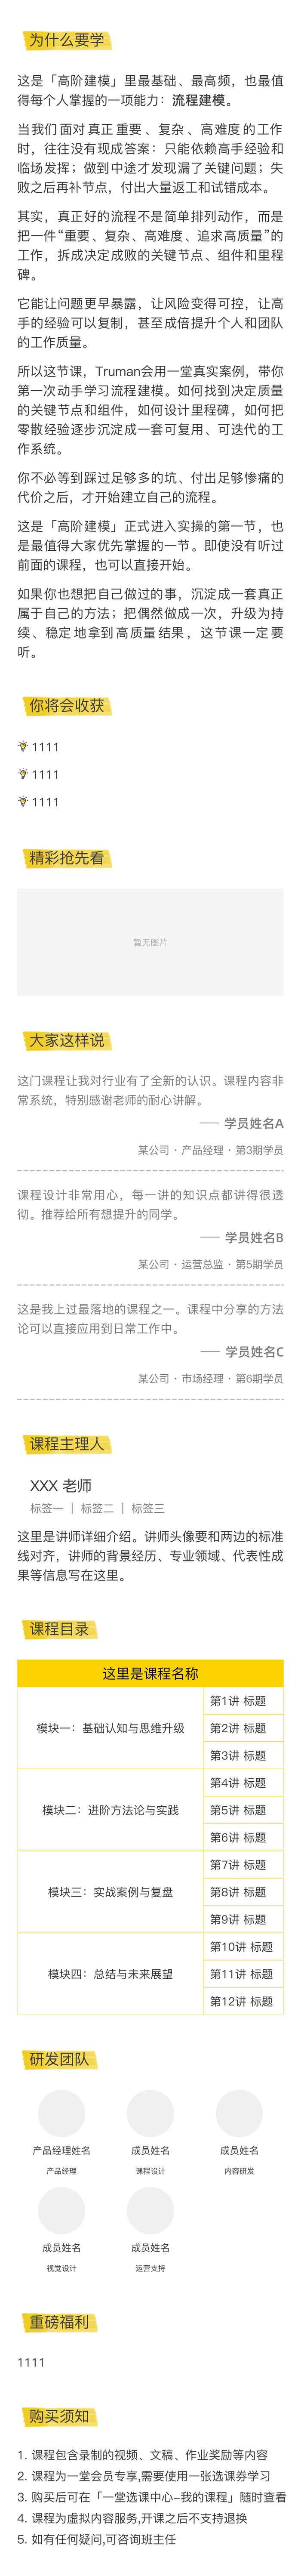 为什么要学
这是「高阶建模」里最基础、最高频，也最值
得每个人掌握的一项能力：流程建模。
当我们面对真正重要、复杂、高难度的工作
时，往往没有现成答案：只能依赖高手经验和
临场发挥；做到中途才发现漏了关键问题；失
败之后再补节点，付出大量返工和试错成本。
其实，真正好的流程不是简单排列动作，而是
把一件“重要、复杂、高难度、追求高质量”的
工作，拆成决定成败的关键节点、组件和里程
碑。
它能让问题更早暴露，让风险变得可控，让高
手的经验可以复制，甚至成倍提升个人和团队
的工作质量。
所以这节课，Truman会用一堂真实案例，带你
第一次动手学习流程建模。如何找到决定质量
的关键节点和组件，如何设计里程碑，如何把
零散经验逐步沉淀成一套可复用、可迭代的工
作系统。
你不必等到踩过足够多的坑、付出足够惨痛的
代价之后，才开始建立自己的流程。
这是「高阶建模」正式进入实操的第一节，也
是最值得大家优先掌握的一节。即使没有听过
前面的课程，也可以直接开始。
如果你也想把自己做过的事，沉淀成一套真正
属于自己的方法；把偶然做成一次，升级为持
续、稳定地拿到高质量结果，这节课一定要
听。
你将会收获
1111
1111
1111
精彩抢先看
暂无图片
大家这样说
这门课程让我对行业有了全新的认识。课程内容非
常系统，特别感谢老师的耐心讲解。
—— 学员姓名A
某公司 · 产品经理 · 第3期学员
课程设计非常用心，每一讲的知识点都讲得很透
彻。推荐给所有想提升的同学。
—— 学员姓名B
某公司 · 运营总监 · 第5期学员
这是我上过最落地的课程之一。课程中分享的方法
论可以直接应用到日常工作中。
—— 学员姓名C
某公司 · 市场经理 · 第6期学员
课程主理人
XXX 老师
标签一 ｜ 标签二 ｜ 标签三
这里是讲师详细介绍。讲师头像要和两边的标准
线对齐，讲师的背景经历、专业领域、代表性成
果等信息写在这里。
课程目录
这里是课程名称
模块一：基础认知与思维升级
第1讲 标题
第2讲 标题
第3讲 标题
模块二：进阶方法论与实践
第4讲 标题
第5讲 标题
第6讲 标题
模块三：实战案例与复盘
第7讲 标题
第8讲 标题
第9讲 标题
模块四：总结与未来展望
第10讲 标题
第11讲 标题
第12讲 标题
研发团队
产品经理姓名 成员姓名 成员姓名
产品经理 课程设计 内容研发
成员姓名 成员姓名
视觉设计 运营支持
重磅福利
1111
购买须知
1. 课程包含录制的视频、文稿、作业奖励等内容
2. 课程为一堂会员专享,需要使用一张选课券学习
3. 购买后可在「一堂选课中心-我的课程」随时查看
4. 课程为虚拟内容服务,开课之后不支持退换
5. 如有任何疑问,可咨询班主任